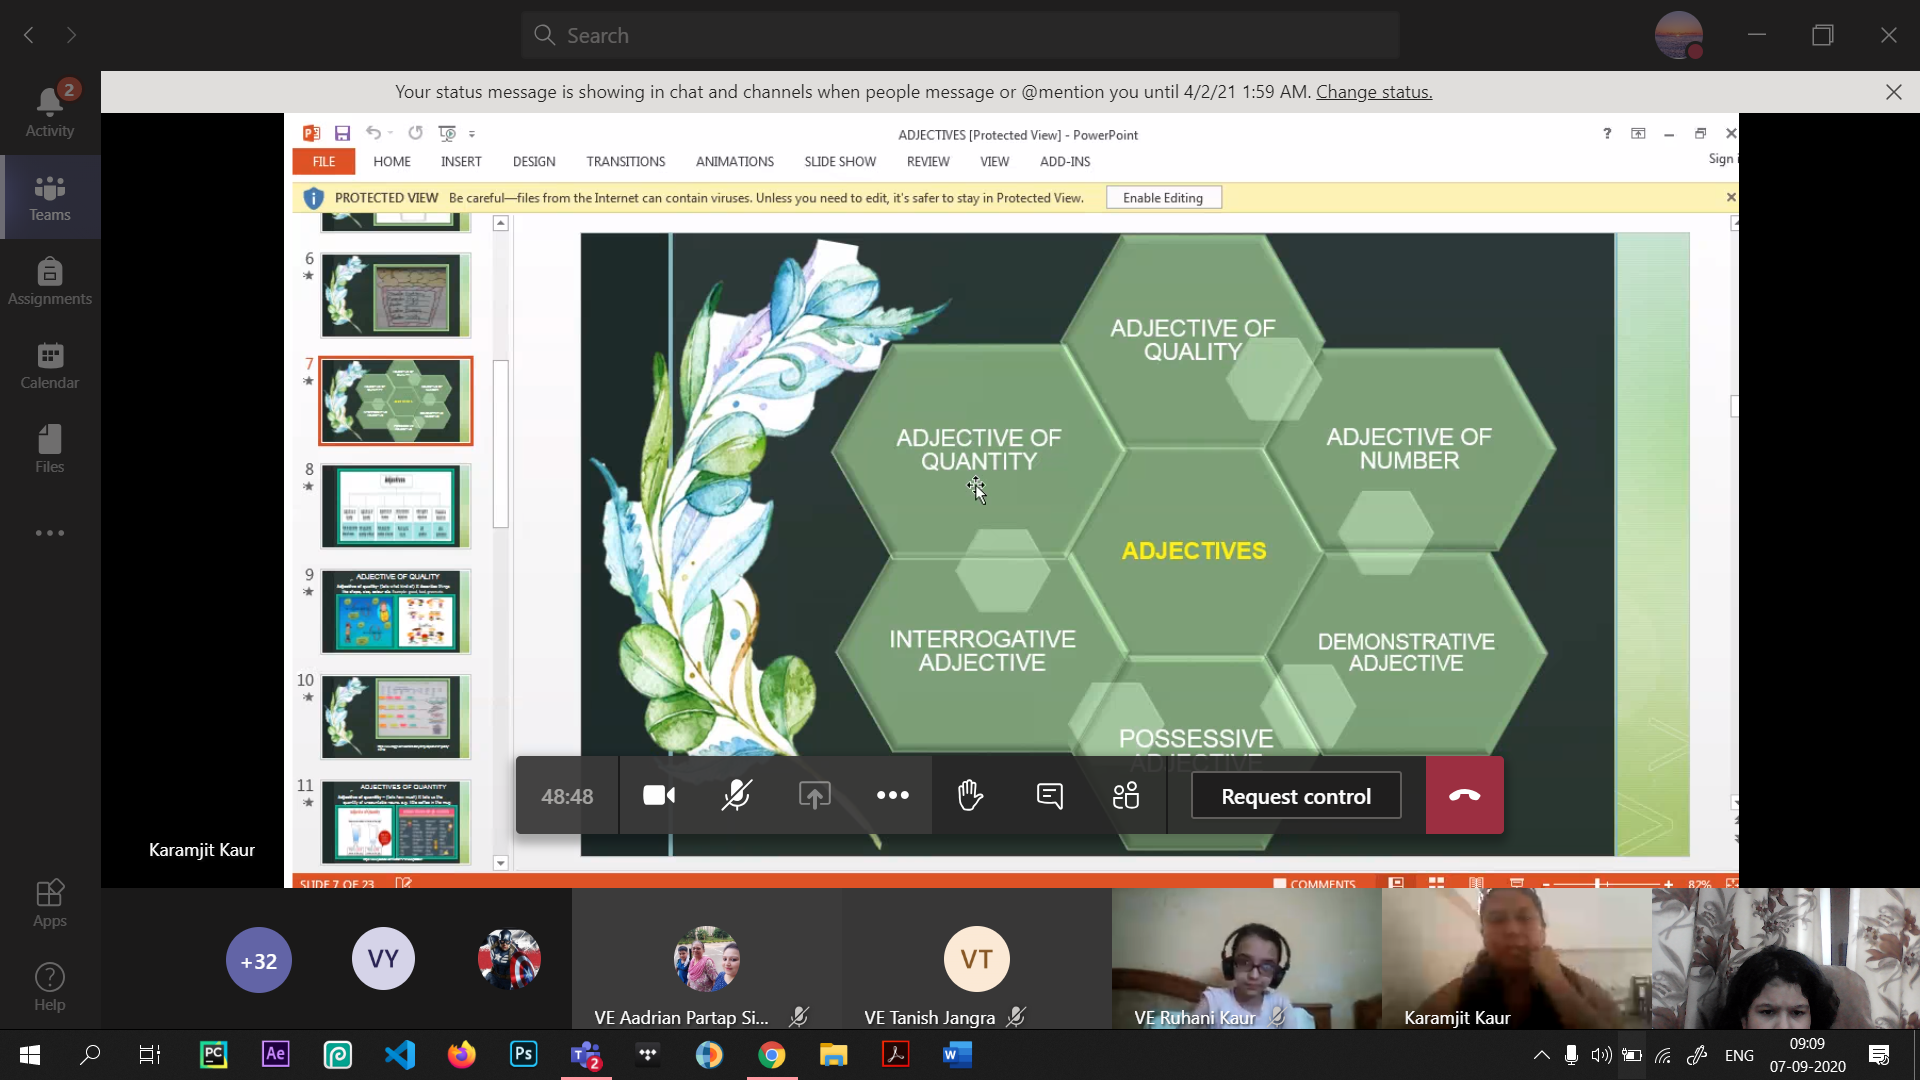 Search
2
Activity
Teams
Assignments
Calendar
Files
Apps
Help
Your status message is showing in chat and channels when people message or @mention you until 4/2/21 1:59 AM. Change status.
ADJECTIVES [Protected View] - PowerPoint
?
Sign i
FILE HOME INSERT DESIGN TRANSITIONS ANIMATIONS SLIDE SHOW REVIEW VIEW ADD-INS
PROTECTED VIEW Be careful—files from the Internet can contain viruses. Unless you need to edit, it's safer to stay in Protected View. Enable Editing
6
7
8
Adjectives
9
ADJECTIVE OF QUALITY
10
11
ADJECTIVES OF QUANTITY
ADJECTIVE OF
QUALITY
ADJECTIVE OF
QUANTITY
ADJECTIVE OF
NUMBER
ADJECTIVES
INTERROGATIVE
ADJECTIVE
DEMONSTRATIVE
ADJECTIVE
POSSESSIVE
ADJECTIVE
48:48
Request control
Karamjit Kaur
SLIDE 7 OF 23
COMMENTS
82%
+32
VY
VT
VE Aadrian Partap Si...
VE Tanish Jangra
VE Ruhani Kaur
Karamjit Kaur
PC
Ae
Ps
T
2
W
ENG
09:09
07-09-2020